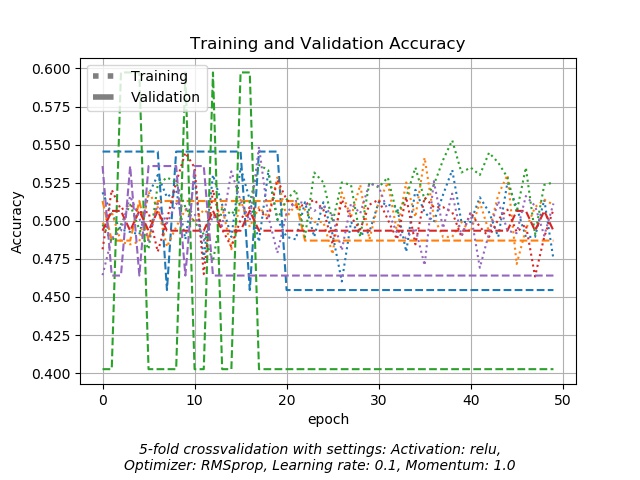 Training and Validation Accuracy
0.600
0.575
0.550
0.525
0.500
0.475
0.450
0.425
0.400
Accuracy
Training
Validation
0 10 20 30 40 50
epoch
5-fold crossvalidation with settings: Activation: relu,
Optimizer: RMSprop, Learning rate: 0.1, Momentum: 1.0